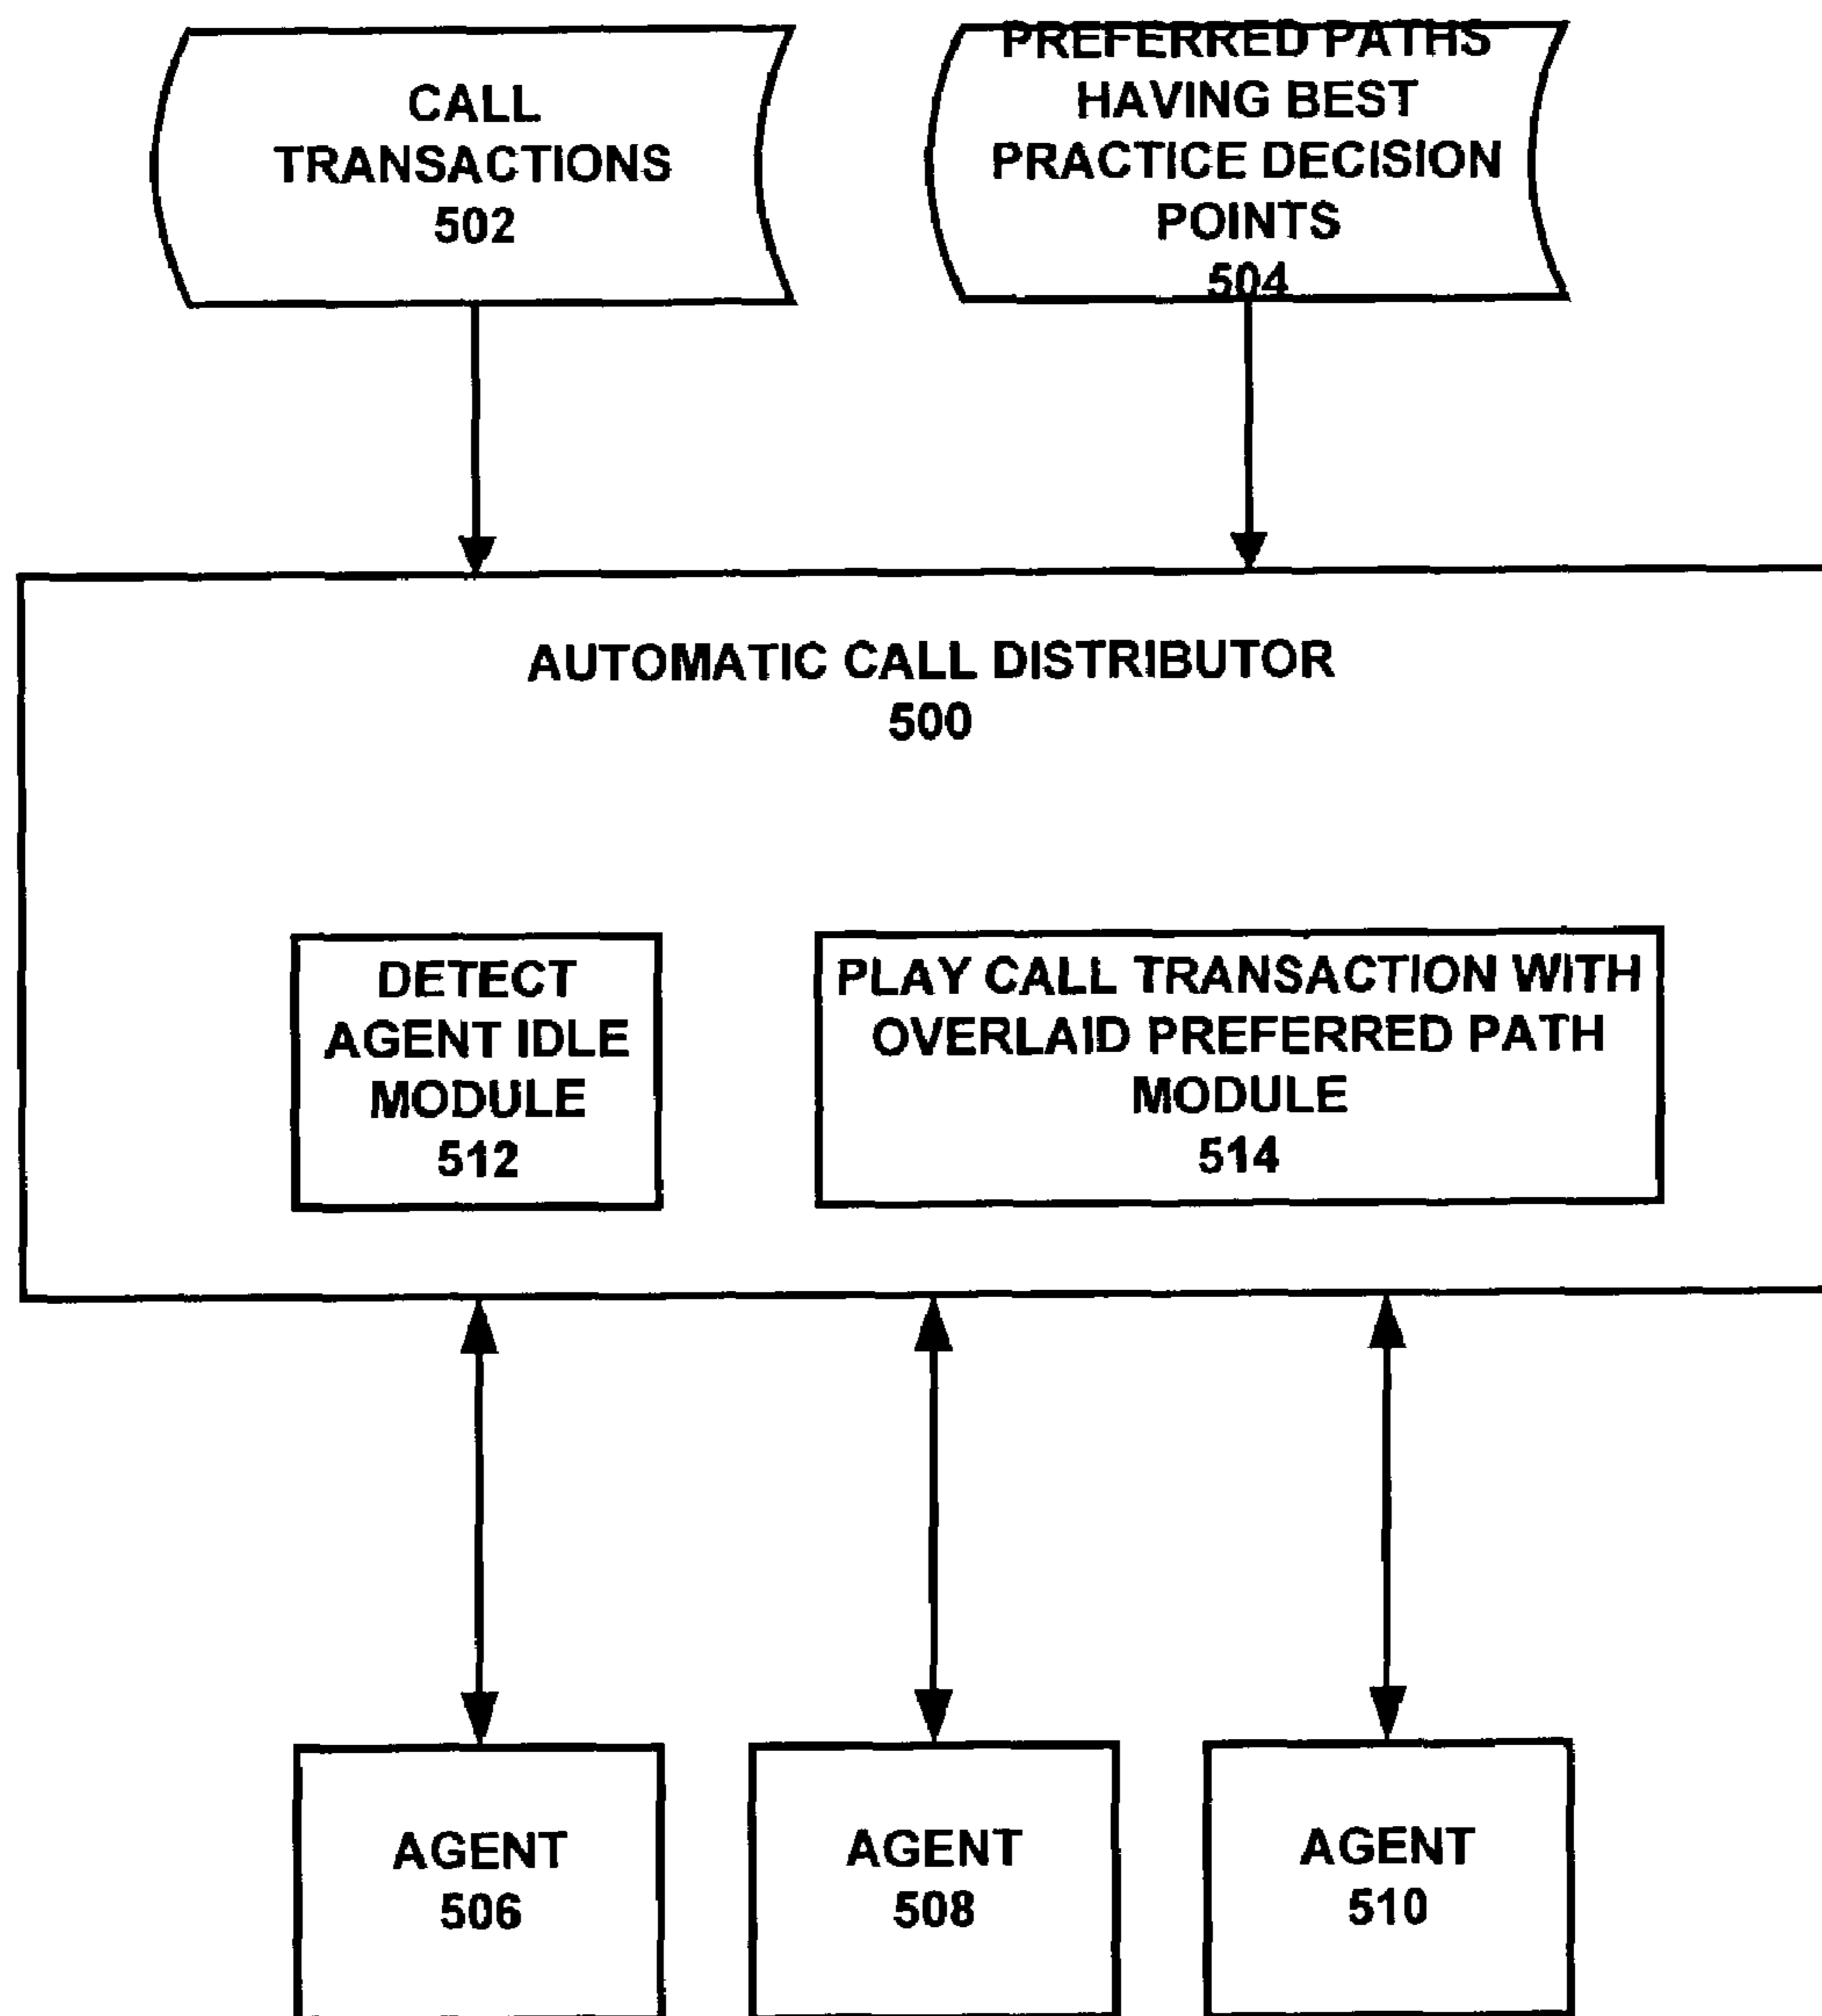 CALL
TRANSACTIONS
502
PREFERRED PATHS
HAVING BEST
PRACTICE DECISION
POINTS
504
AUTOMATIC CALL DISTRIBUTOR
500
DETECT
AGENT IDLE
MODULE
512
PLAY CALL TRANSACTION WITH
OVERLAID PREFERRED PATH
MODULE
514
AGENT
506
AGENT
508
AGENT
510